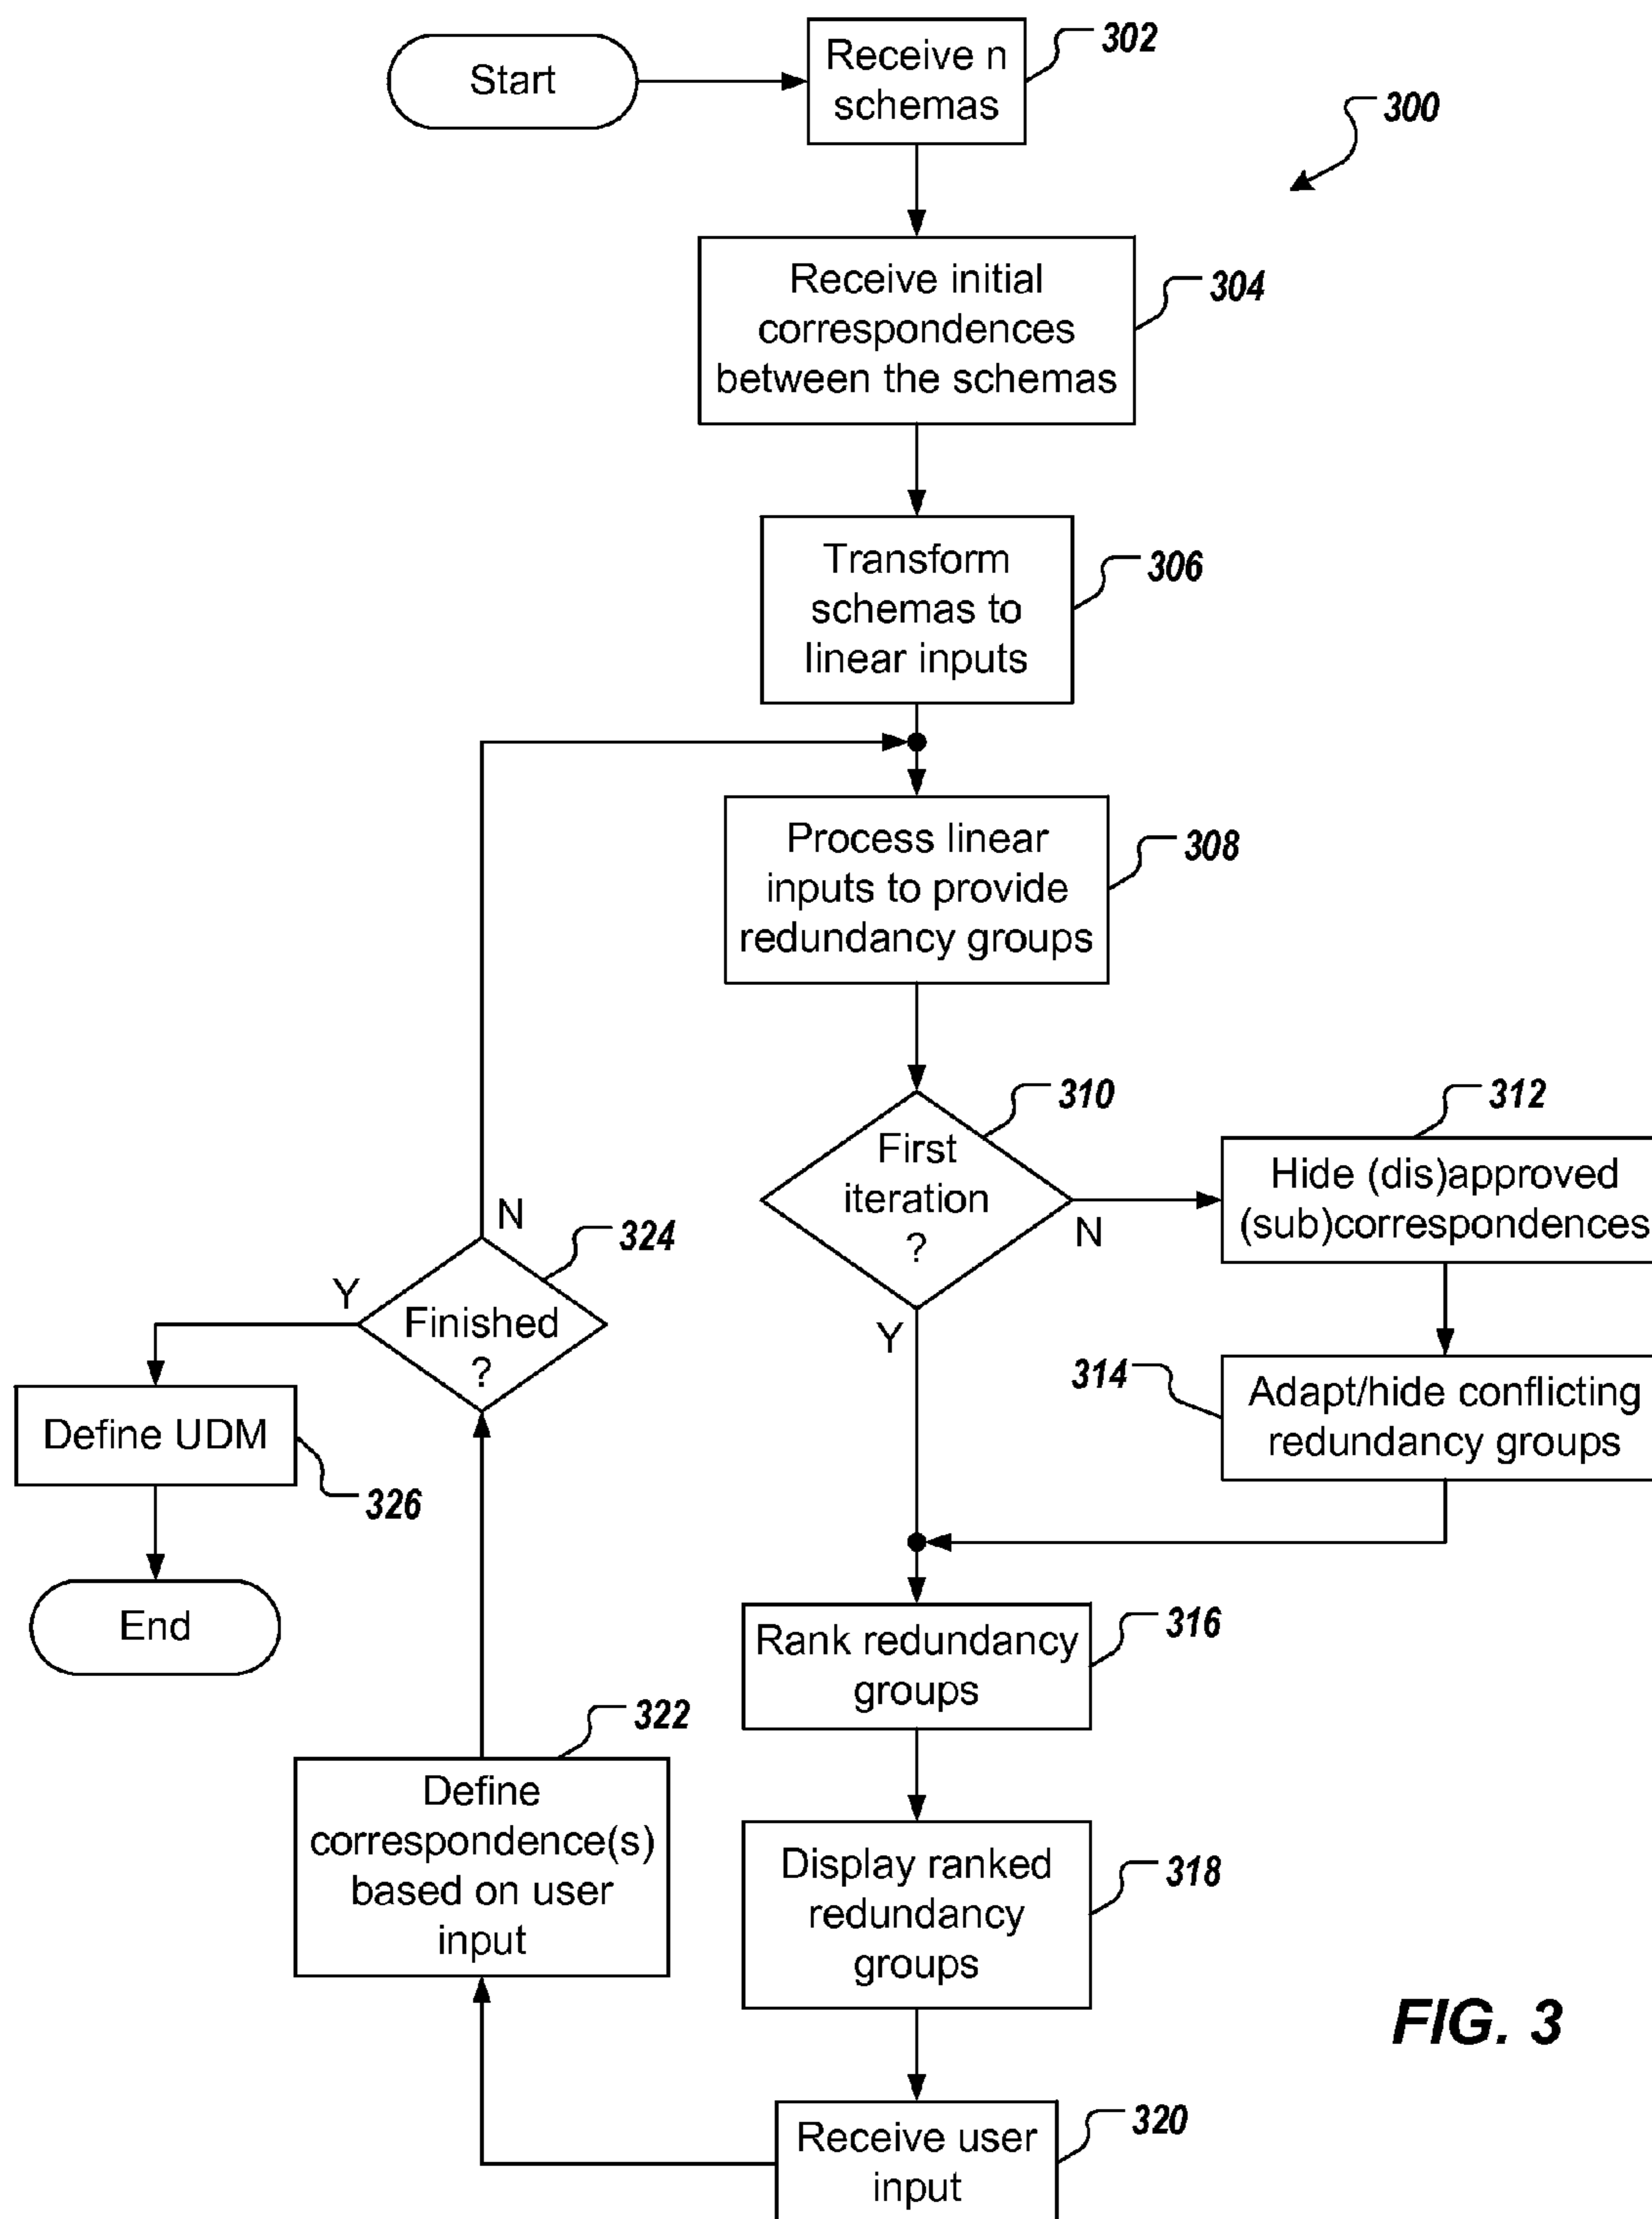 Start
Receive n
schemas
302
300
Receive initial
correspondences
between the schemas
304
Transform
schemas to
linear inputs
306
Process linear
inputs to provide
redundancy groups
308
First
iteration
?
310
N
Y
Hide (dis)approved
(sub)correspondences
312
Adapt/hide conflicting
redundancy groups
314
Rank redundancy
groups
316
Display ranked
redundancy
groups
318
Receive user
input
320
Define
correspondence(s)
based on user
input
322
Finished
?
324
N
Y
Define UDM
326
End
FIG. 3